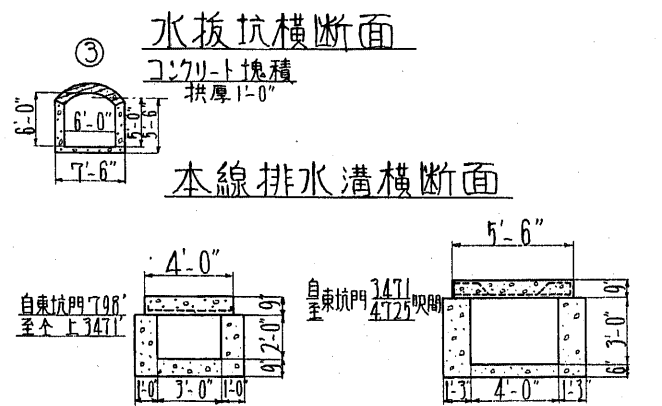 水抜坑横断面
③
コンクリート塊積
拱厚1'-0"
6'-0"
6'-0"
5'-0"
5'-6"
7'-6"
本線排水溝横断面
4'-0"
自東坑門798'
至仝上3471'
9"
2'-0"
9"
1'-0"
3'-0"
1'-0"
5'-6"
自至東坑門3471 4725呎間
9"
3'-0"
6"
1'-3"
4'-0"
1'-3"